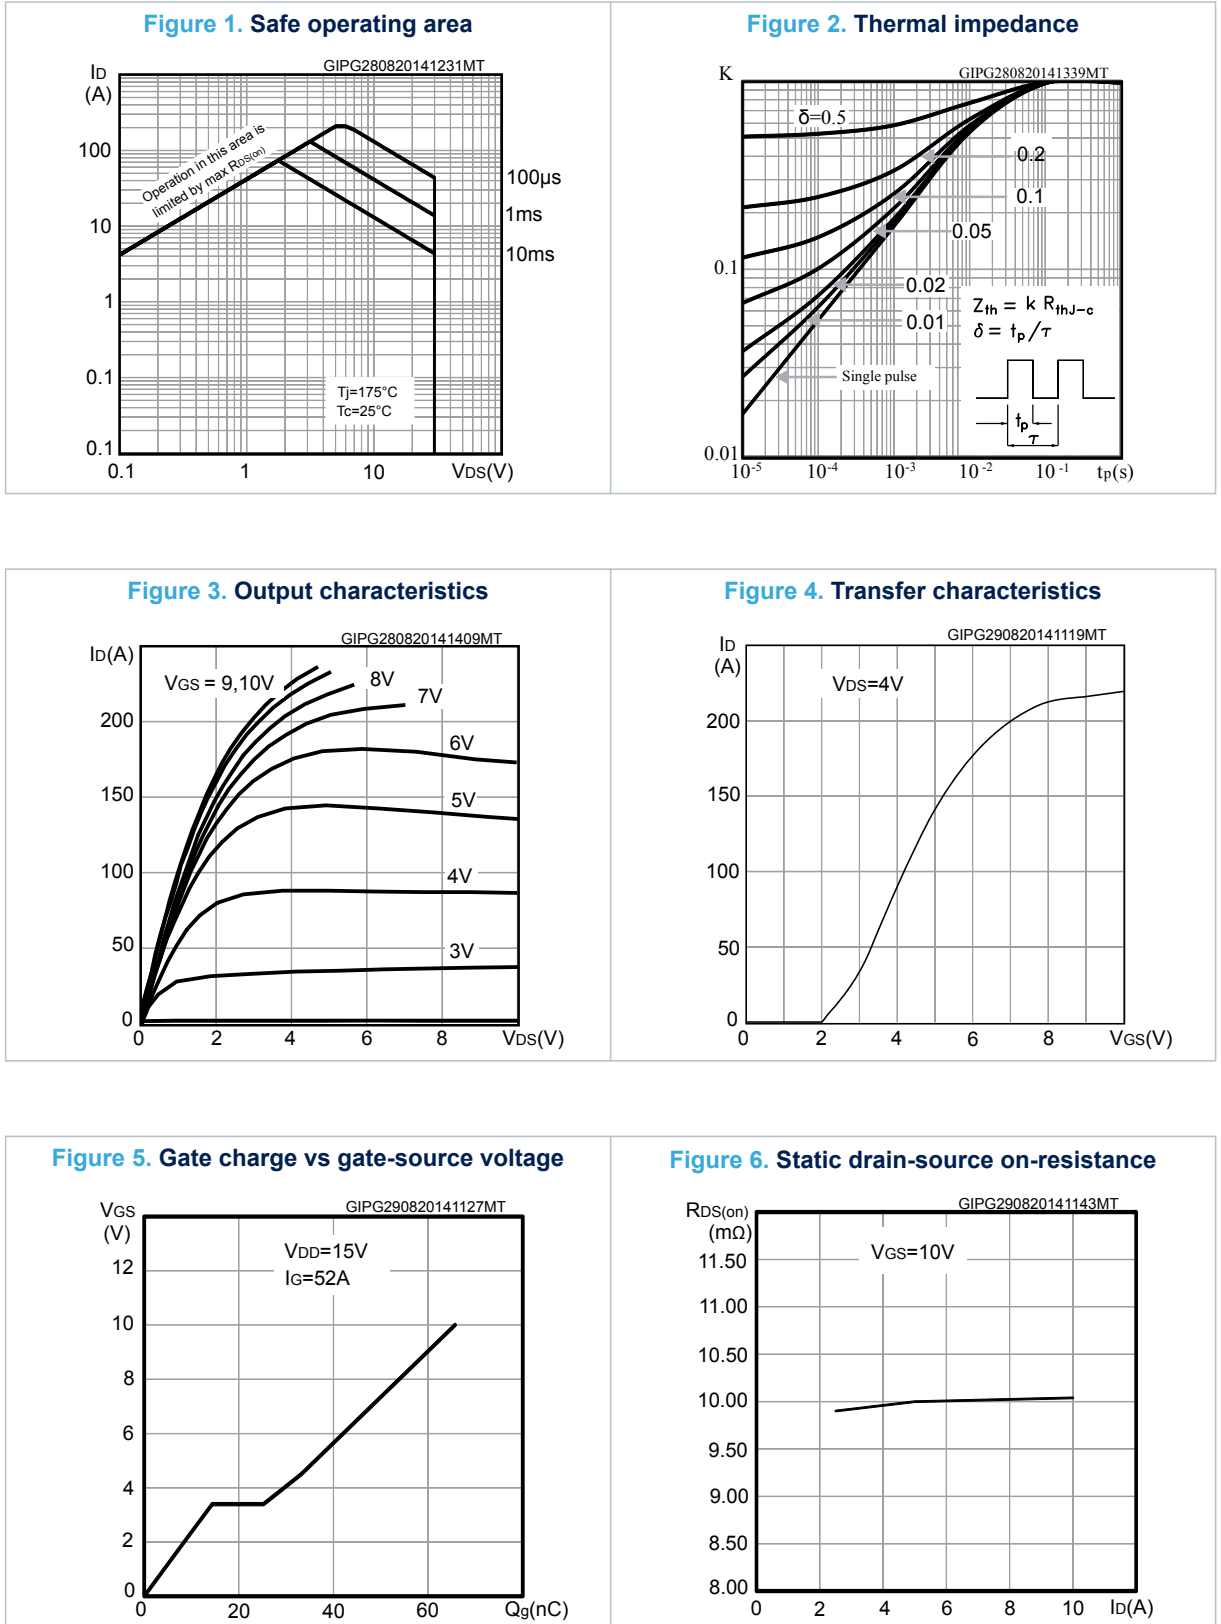 Figure 1. Safe operating area
GIPG280820141231MT
ID
(A)
Operation in this area is
limited by max RDS(on)
100
10
1
0.1
0.1
100µs
1ms
10ms
Tj=175°C
Tc=25°C
0.1
1
10
VDS(V)
Figure 2. Thermal impedance
GIPG280820141339MT
K
δ=0.5
0.2
0.1
0.05
0.02
0.01
Single pulse
0.1
0.01
Zth = k RthJ-c
δ = tp/τ
tp
τ
10-5
10-4
10-3
10-2
10-1
tp(s)
Figure 3. Output characteristics
GIPG280820141409MT
ID(A)
VGS = 9,10V
8V
7V
6V
5V
4V
3V
200
150
100
50
0
0
2
4
6
8
VDS(V)
Figure 4. Transfer characteristics
GIPG290820141119MT
ID
(A)
VDS=4V
200
150
100
50
0
0
2
4
6
8
VGS(V)
Figure 5. Gate charge vs gate-source voltage
GIPG290820141127MT
VGS
(V)
VDD=15V
IG=52A
12
10
8
6
4
2
0
0
20
40
60
Qg(nC)
Figure 6. Static drain-source on-resistance
GIPG290820141143MT
RDS(on)
(mΩ)
VGS=10V
11.50
11.00
10.50
10.00
9.50
9.00
8.50
8.00
0
2
4
6
8
10
ID(A)